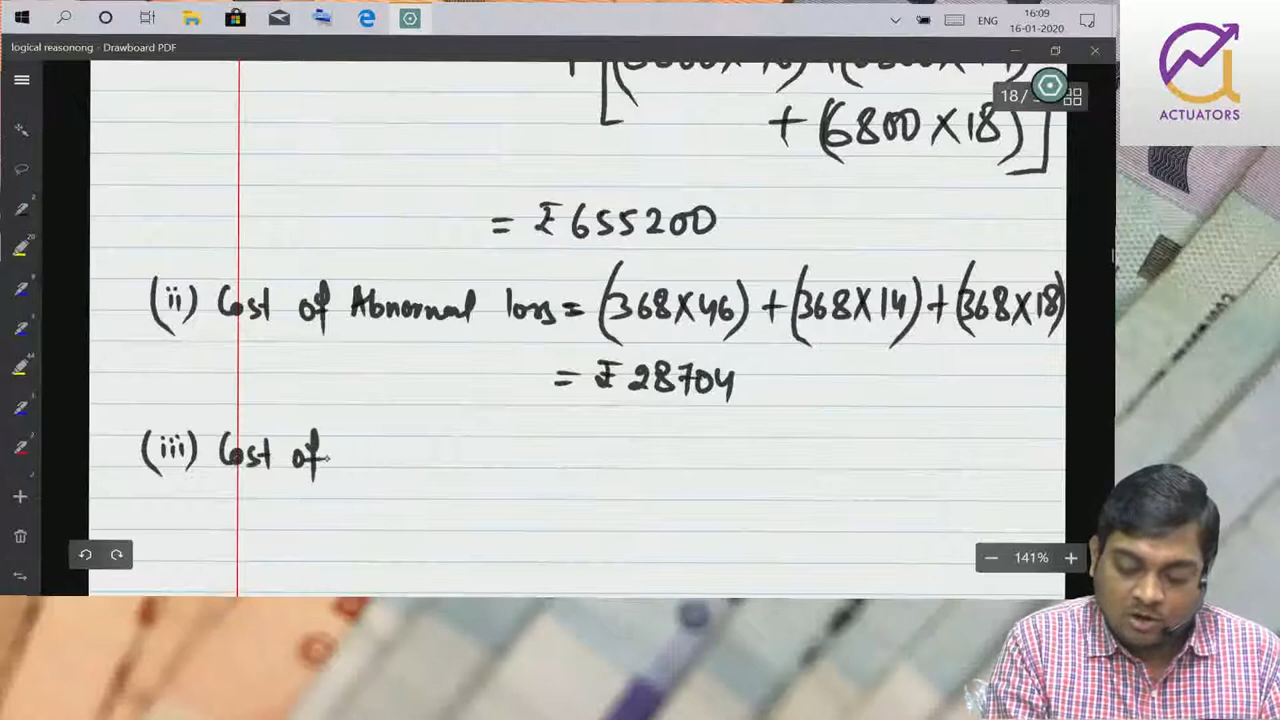 16:09
ENG
16-01-2020
logical reasonong - Drawboard PDF
ACTUATORS
18 /
+ (6800 X 18)]
= ₹ 655200
(ii) Cost of Abnormal loss = (368 X 46) + (368 X 14) + (368 X 18)
= ₹ 28704
(iii) Cost of
141%